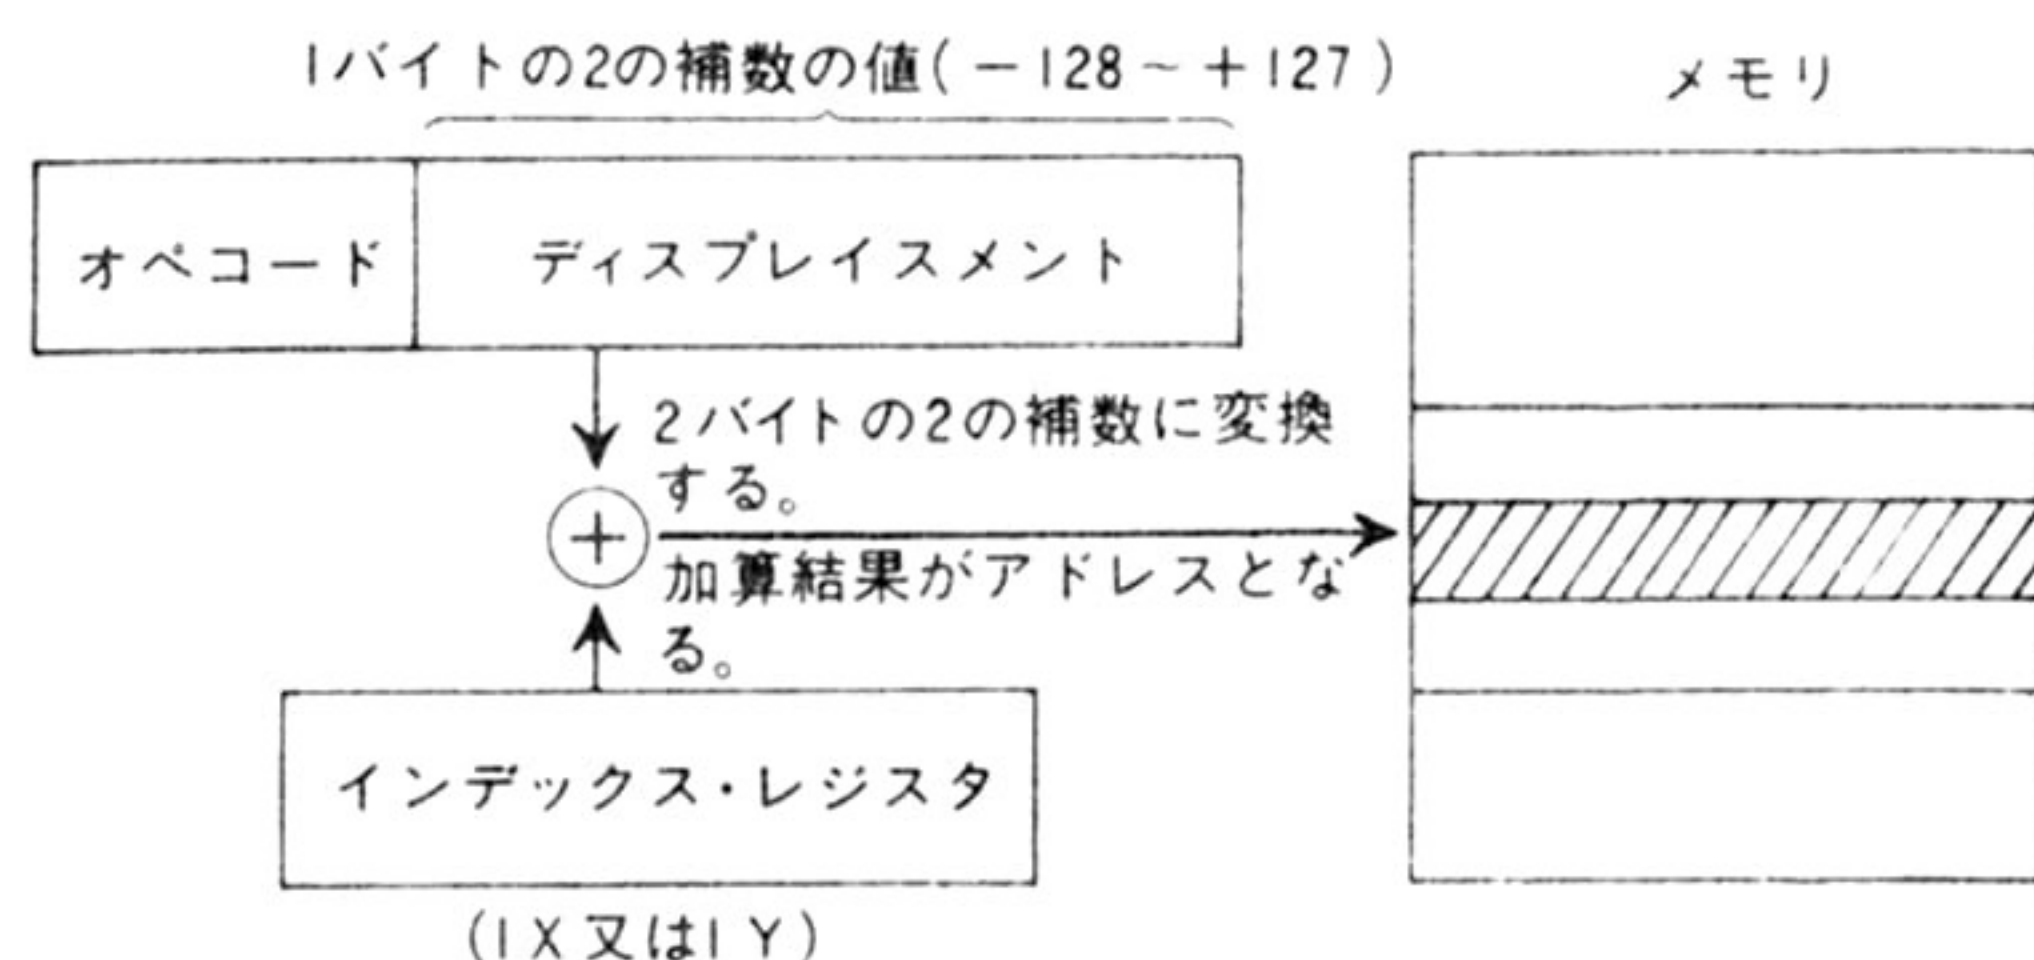 1バイトの2の補数の値(-128~+127)
メモリ
オペコード
ディスプレイスメント
2バイトの2の補数に変換
する。
加算結果がアドレスとな
る。
インデックス・レジスタ
(IX又はIY)